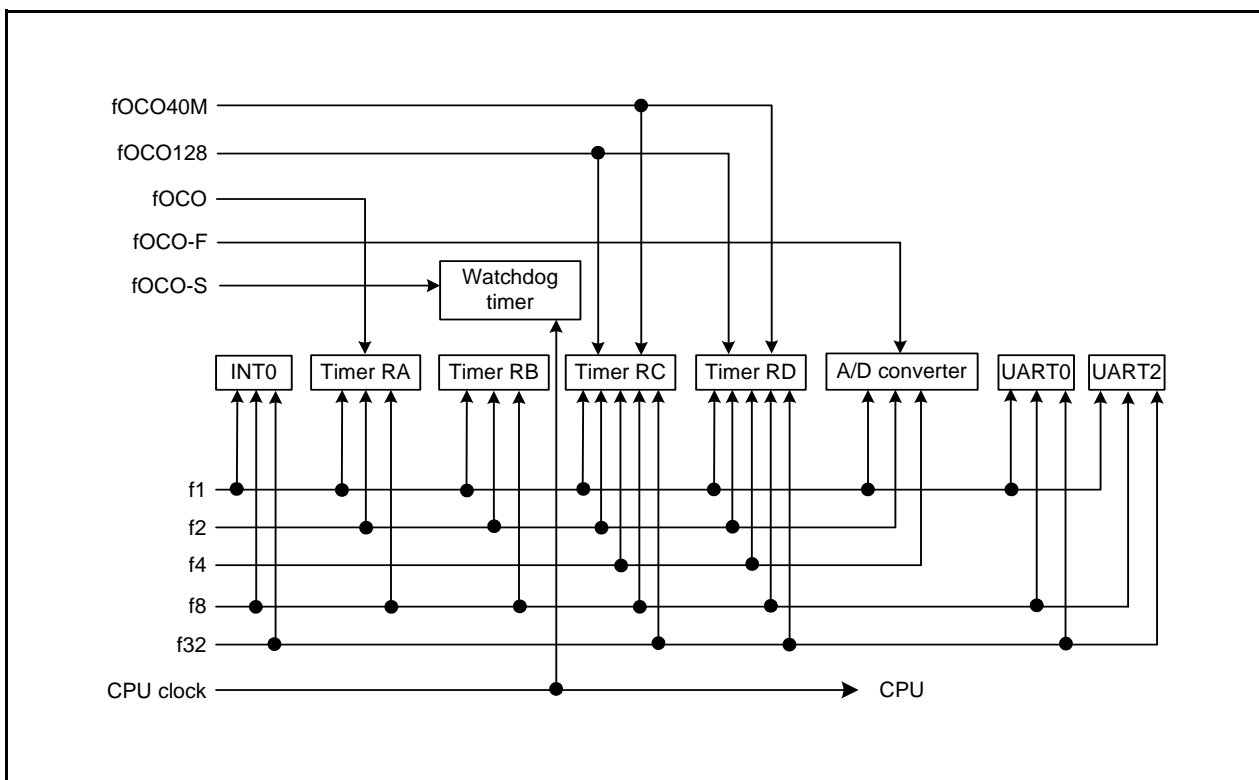 fOCO40M
fOCO128
fOCO
fOCO-F
fOCO-S
Watchdog
timer
INT0
Timer RA
Timer RB
Timer RC
Timer RD
A/D converter
UART0
UART2
f1
f2
f4
f8
f32
CPU clock
CPU